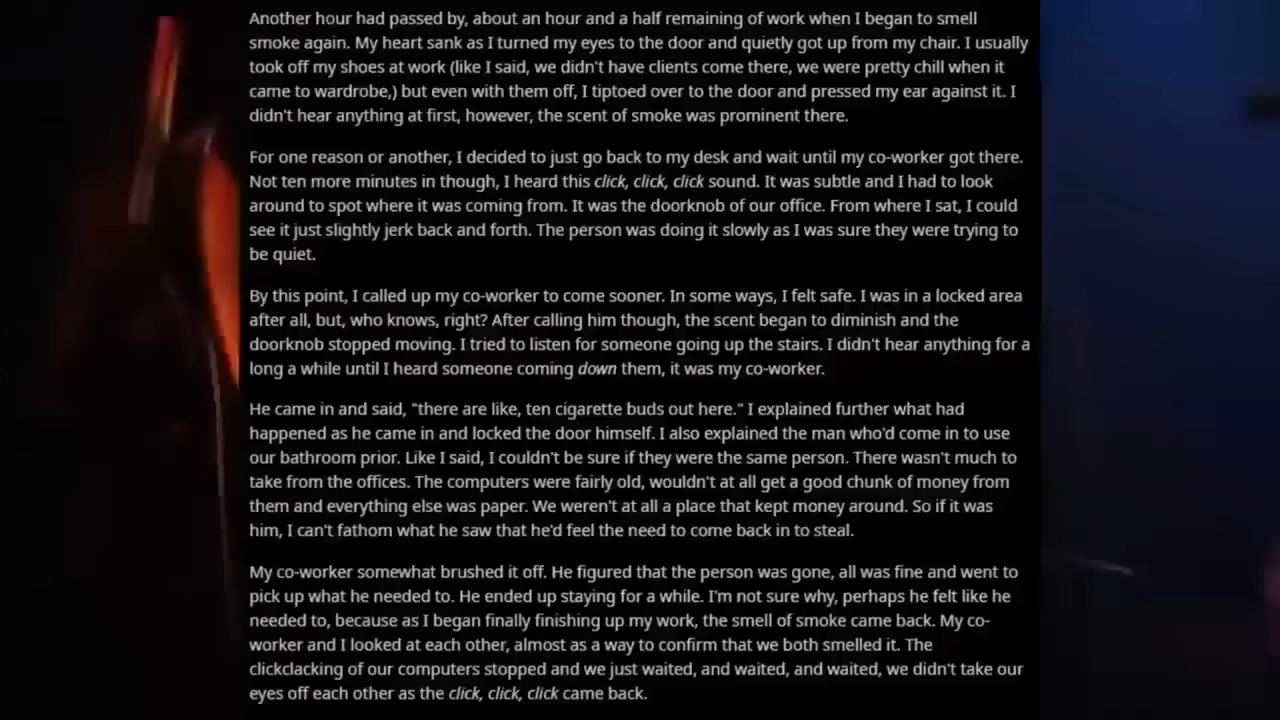 Another hour had passed by, about an hour and a half remaining of work when I began to smell
smoke again. My heart sank as I turned my eyes to the door and quietly got up from my chair. I usually
took off my shoes at work (like I said, we didn't have clients come there, we were pretty chill when it
came to wardrobe,) but even with them off, I tiptoed over to the door and pressed my ear against it. I
didn't hear anything at first, however, the scent of smoke was prominent there.
For one reason or another, I decided to just go back to my desk and wait until my co-worker got there.
Not ten more minutes in though, I heard this click, click, click sound. It was subtle and I had to look
around to spot where it was coming from. It was the doorknob of our office. From where I sat, I could
see it just slightly jerk back and forth. The person was doing it slowly as I was sure they were trying to
be quiet.
By this point, I called up my co-worker to come sooner. In some ways, I felt safe. I was in a locked area
after all, but, who knows, right? After calling him though, the scent began to diminish and the
doorknob stopped moving. I tried to listen for someone going up the stairs. I didn't hear anything for a
long a while until I heard someone coming down them, it was my co-worker.
He came in and said, "there are like, ten cigarette buds out here." I explained further what had
happened as he came in and locked the door himself. I also explained the man who'd come in to use
our bathroom prior. Like I said, I couldn't be sure if they were the same person. There wasn't much to
take from the offices. The computers were fairly old, wouldn't at all get a good chunk of money from
them and everything else was paper. We weren't at all a place that kept money around. So if it was
him, I can't fathom what he saw that he'd feel the need to come back in to steal.
My co-worker somewhat brushed it off. He figured that the person was gone, all was fine and went to
pick up what he needed to. He ended up staying for a while. I'm not sure why, perhaps he felt like he
needed to, because as I began finally finishing up my work, the smell of smoke came back. My co-
worker and I looked at each other, almost as a way to confirm that we both smelled it. The
clickclacking of our computers stopped and we just waited, and waited, and waited, we didn't take our
eyes off each other as the click, click, click came back.